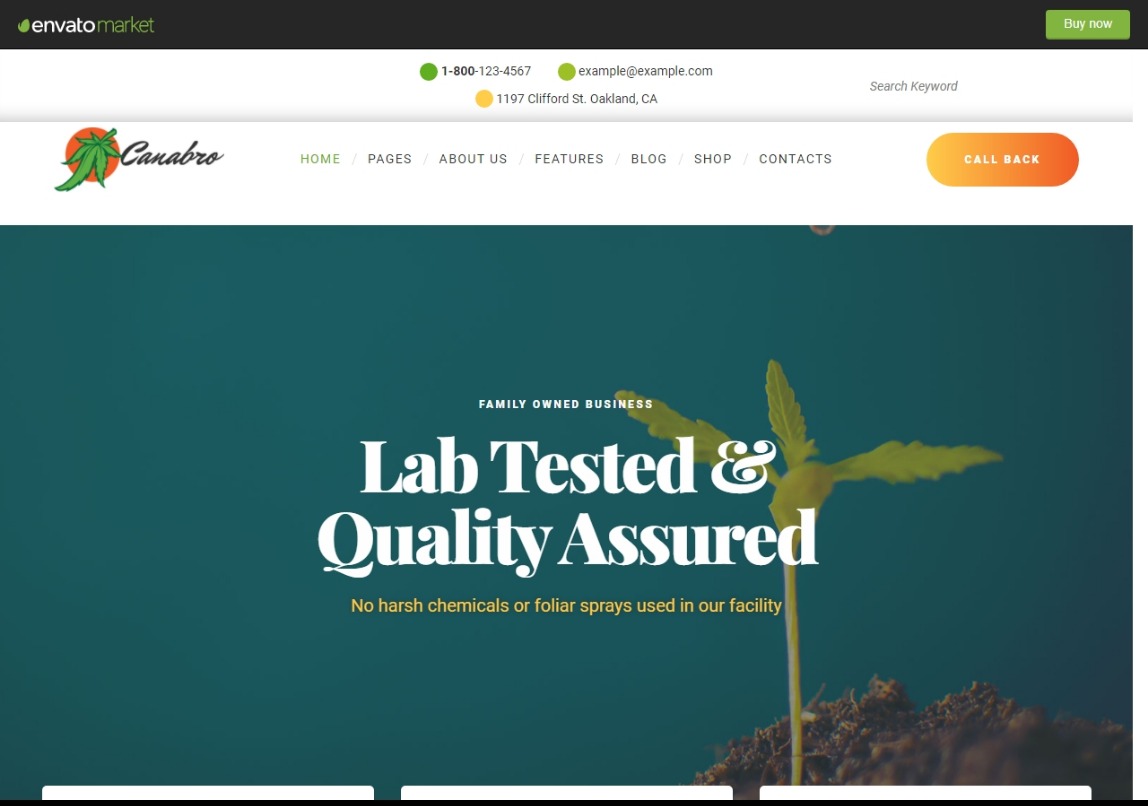 envato market
Buy now
1-800-123-4567 example@example.com
Search Keyword
1197 Clifford St. Oakland, CA
Canabro
HOME / PAGES / ABOUT US / FEATURES / BLOG / SHOP / CONTACTS
CALL BACK
FAMILY OWNED BUSINESS
Lab Tested &
Quality Assured
No harsh chemicals or foliar sprays used in our facility